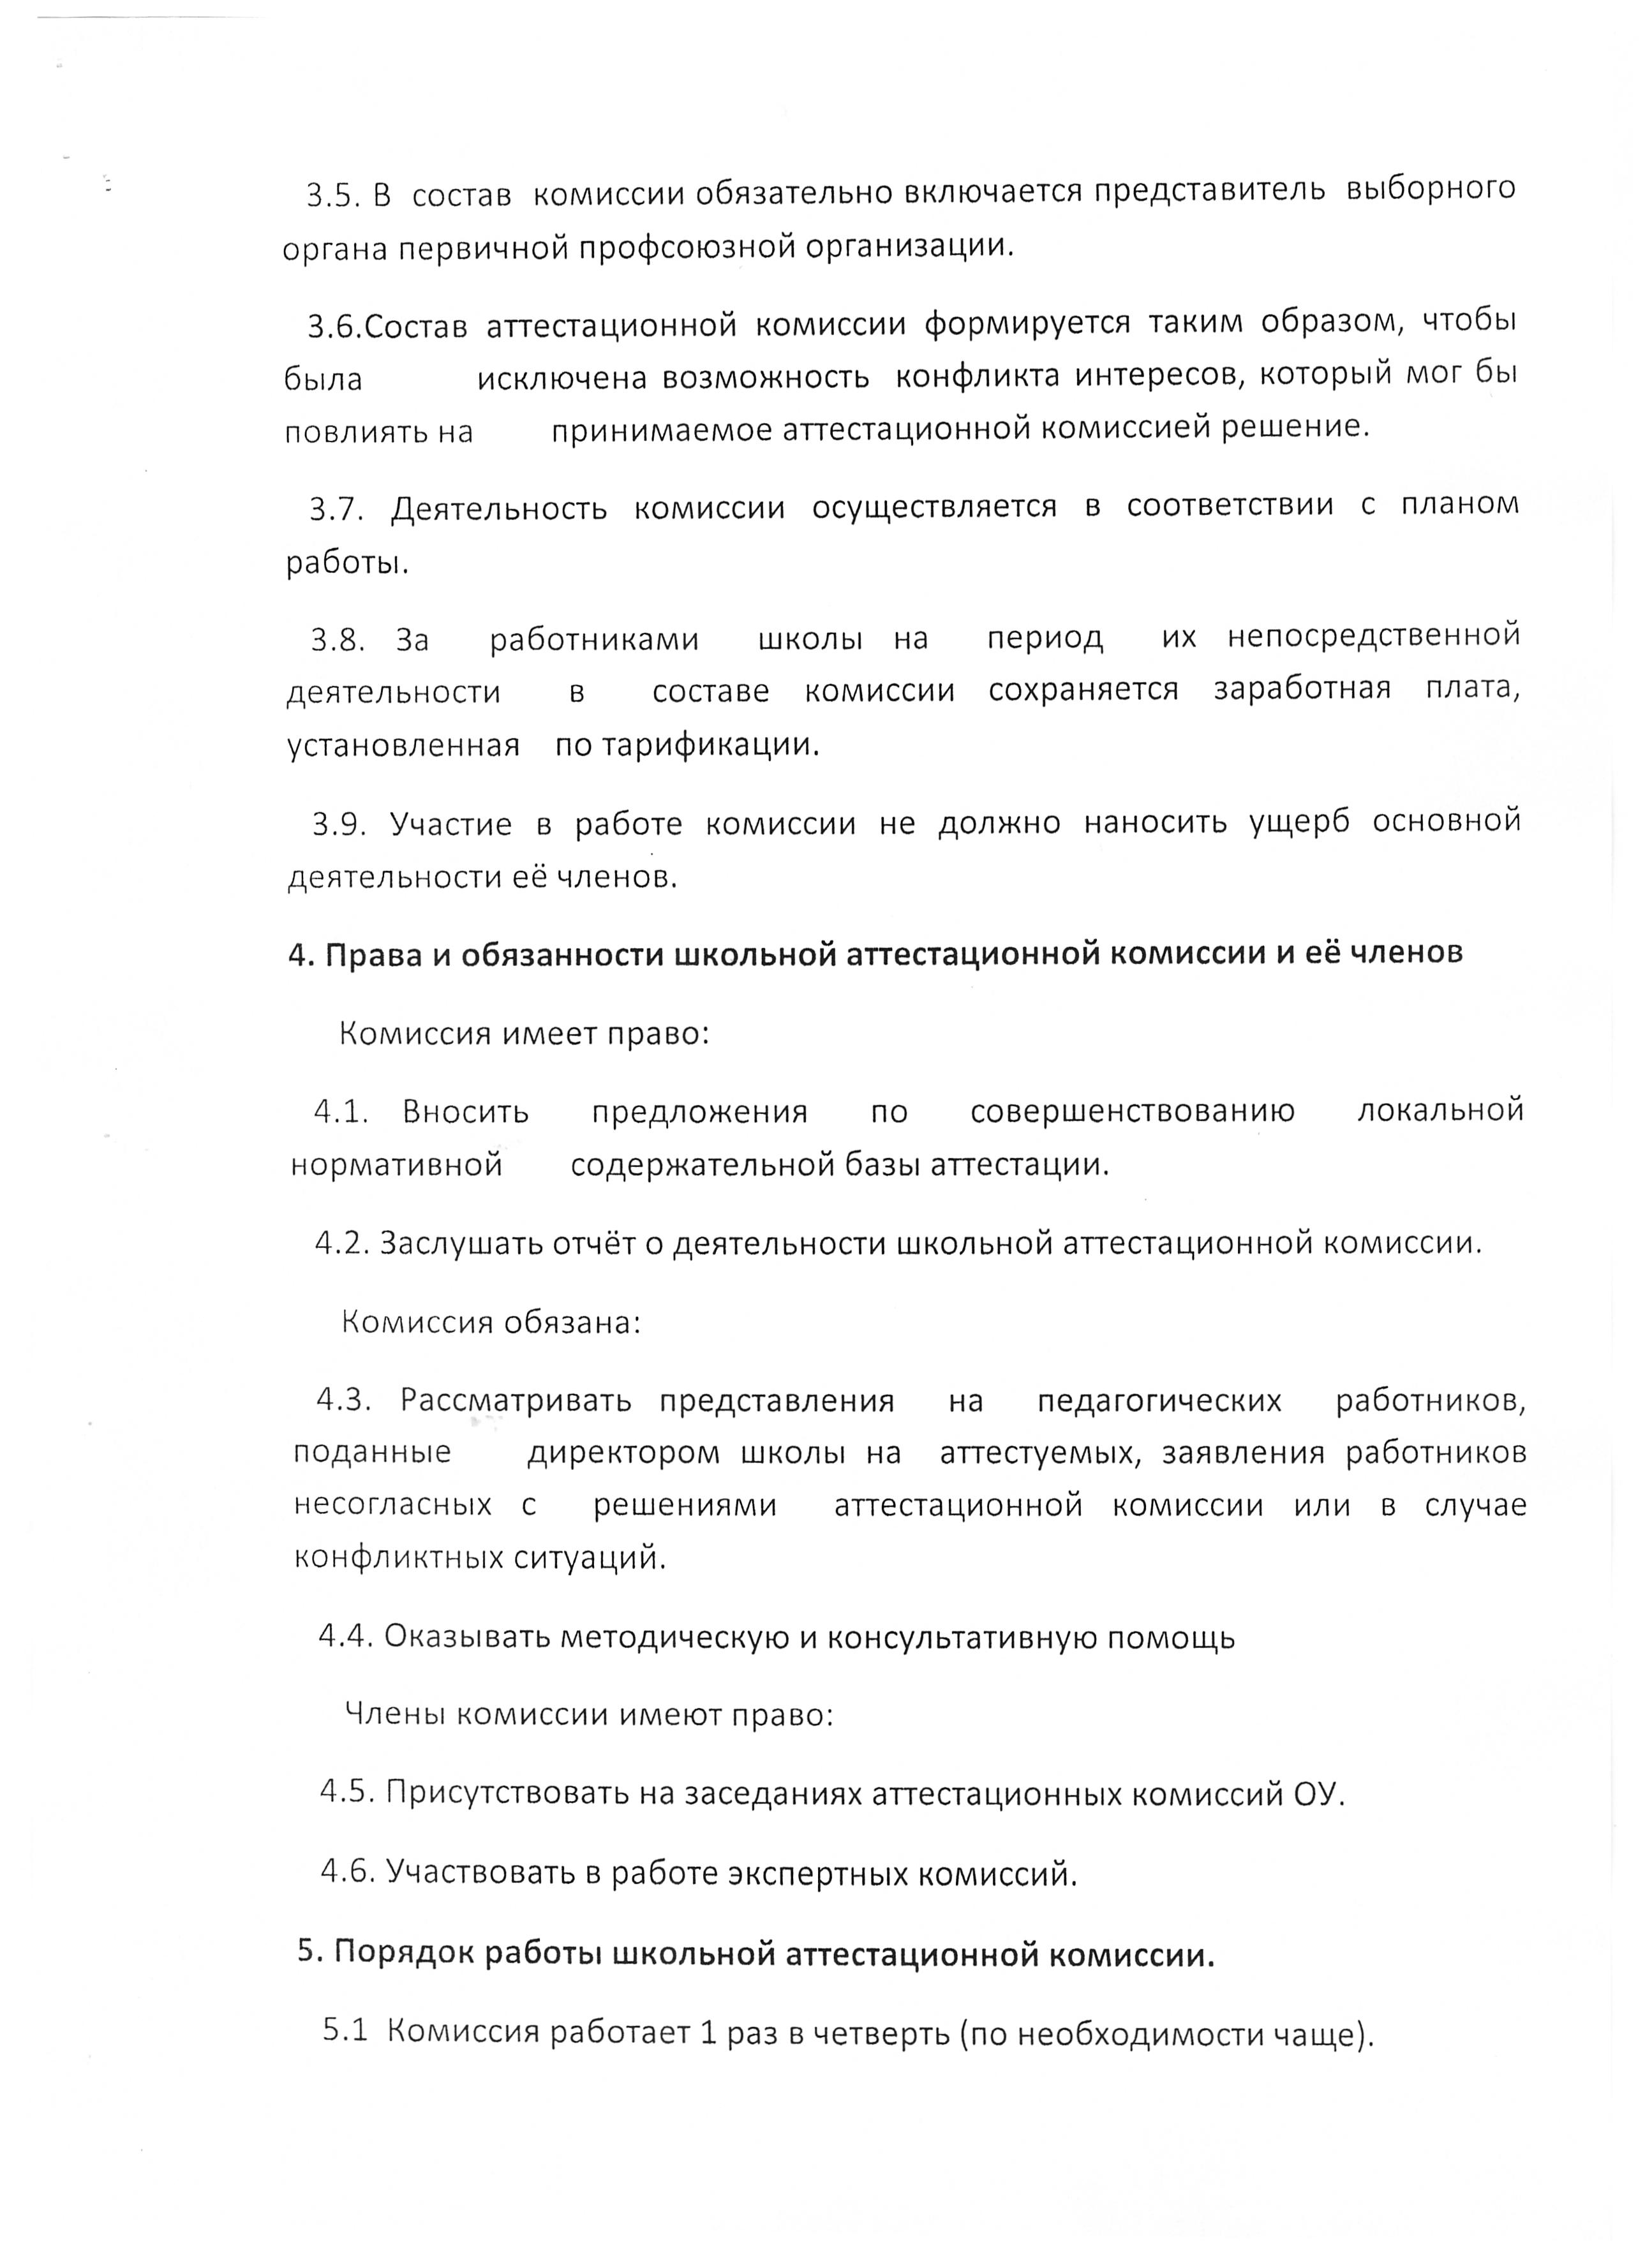 3.5. В состав комиссии обязательно включается представитель выборного
органа первичной профсоюзной организации.
3.6.Состав аттестационной комиссии формируется таким образом, чтобы
была исключена возможность конфликта интересов, который мог бы
повлиять на принимаемое аттестационной комиссией решение.
3.7. Деятельность комиссии осуществляется в соответствии с планом
работы.
3.8. За работниками школы на период их непосредственной
деятельности в составе комиссии сохраняется заработная плата,
установленная по тарификации.
3.9. Участие в работе комиссии не должно наносить ущерб основной
деятельности её членов.
4. Права и обязанности школьной аттестационной комиссии и её членов
Комиссия имеет право:
4.1. Вносить предложения по совершенствованию локальной
нормативной содержательной базы аттестации.
4.2. Заслушать отчёт о деятельности школьной аттестационной комиссии.
Комиссия обязана:
4.3. Рассматривать представления на педагогических работников,
поданные директором школы на аттестуемых, заявления работников
несогласных с решениями аттестационной комиссии или в случае
конфликтных ситуаций.
4.4. Оказывать методическую и консультативную помощь
Члены комиссии имеют право:
4.5. Присутствовать на заседаниях аттестационных комиссий ОУ.
4.6. Участвовать в работе экспертных комиссий.
5. Порядок работы школьной аттестационной комиссии.
5.1 Комиссия работает 1 раз в четверть (по необходимости чаще).